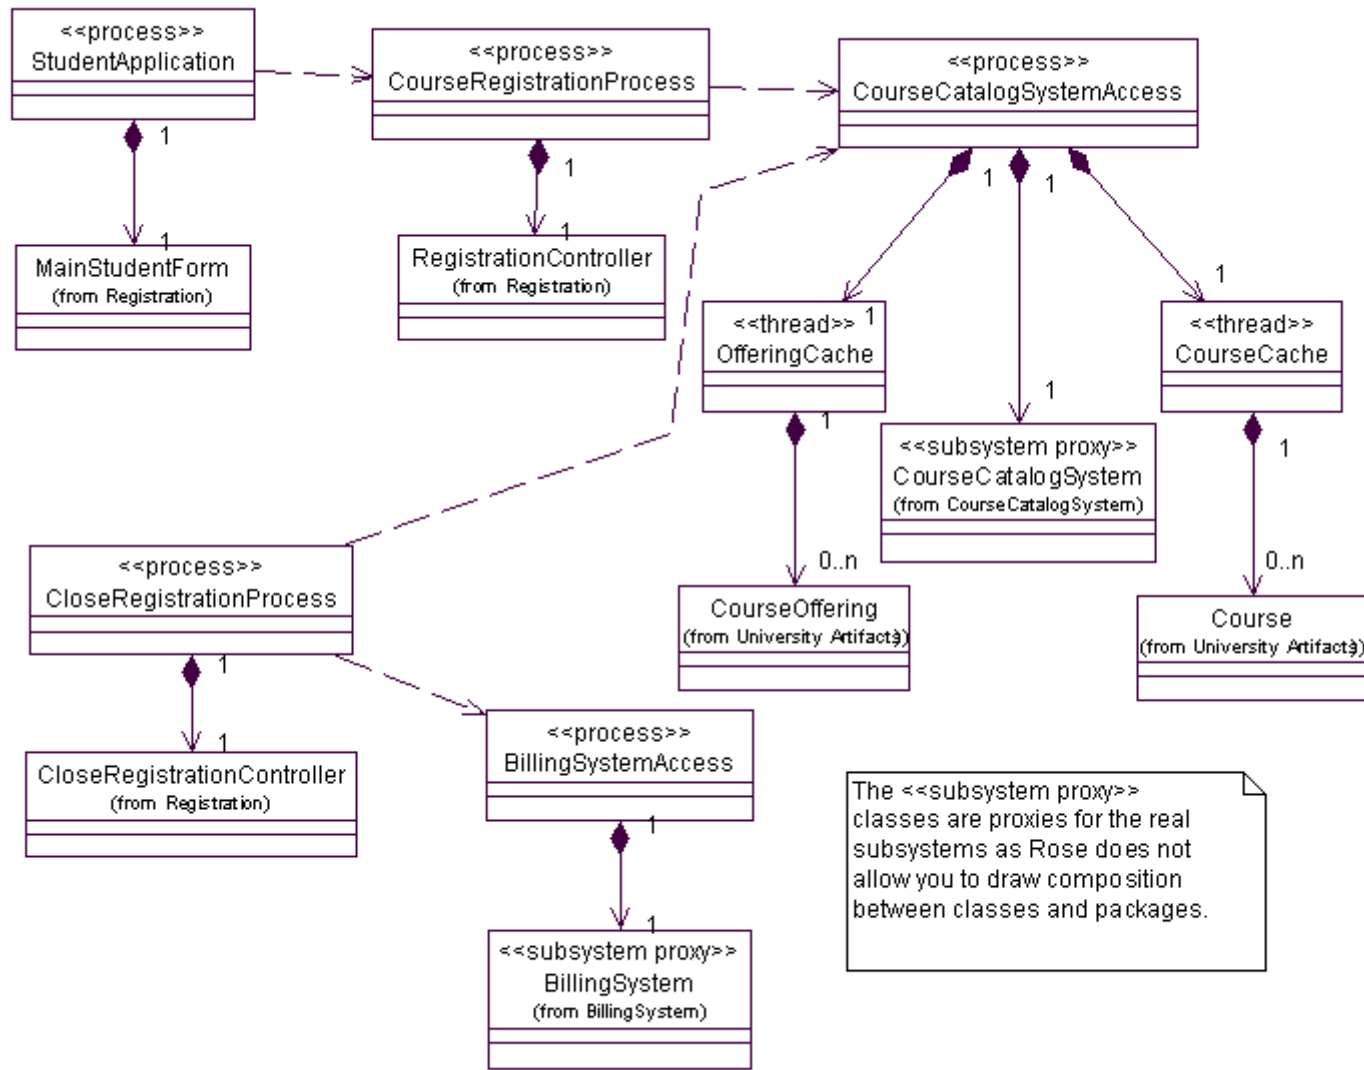 <<process>>
StudentApplication
1
1
MainStudentForm
(from Registration)
<<process>>
CourseRegistrationProcess
1
1
RegistrationController
(from Registration)
<<process>>
CourseCatalogSystemAccess
1
1
1
1
<<thread>>
OfferingCache
1
1
<<thread>>
CourseCache
<<subsystem proxy>>
CourseCatalogSystem
(from CourseCatalogSystem)
1
0..n
CourseOffering
(from University Artifacts))
1
0..n
Course
(from University Artifacts))
<<process>>
CloseRegistrationProcess
1
1
CloseRegistrationController
(from Registration)
<<process>>
BillingSystemAccess
1
1
<<subsystem proxy>>
BillingSystem
(from BillingSystem)
The <<subsystem proxy>>
classes are proxies for the real
subsystems as Rose does not
allow you to draw composition
between classes and packages.